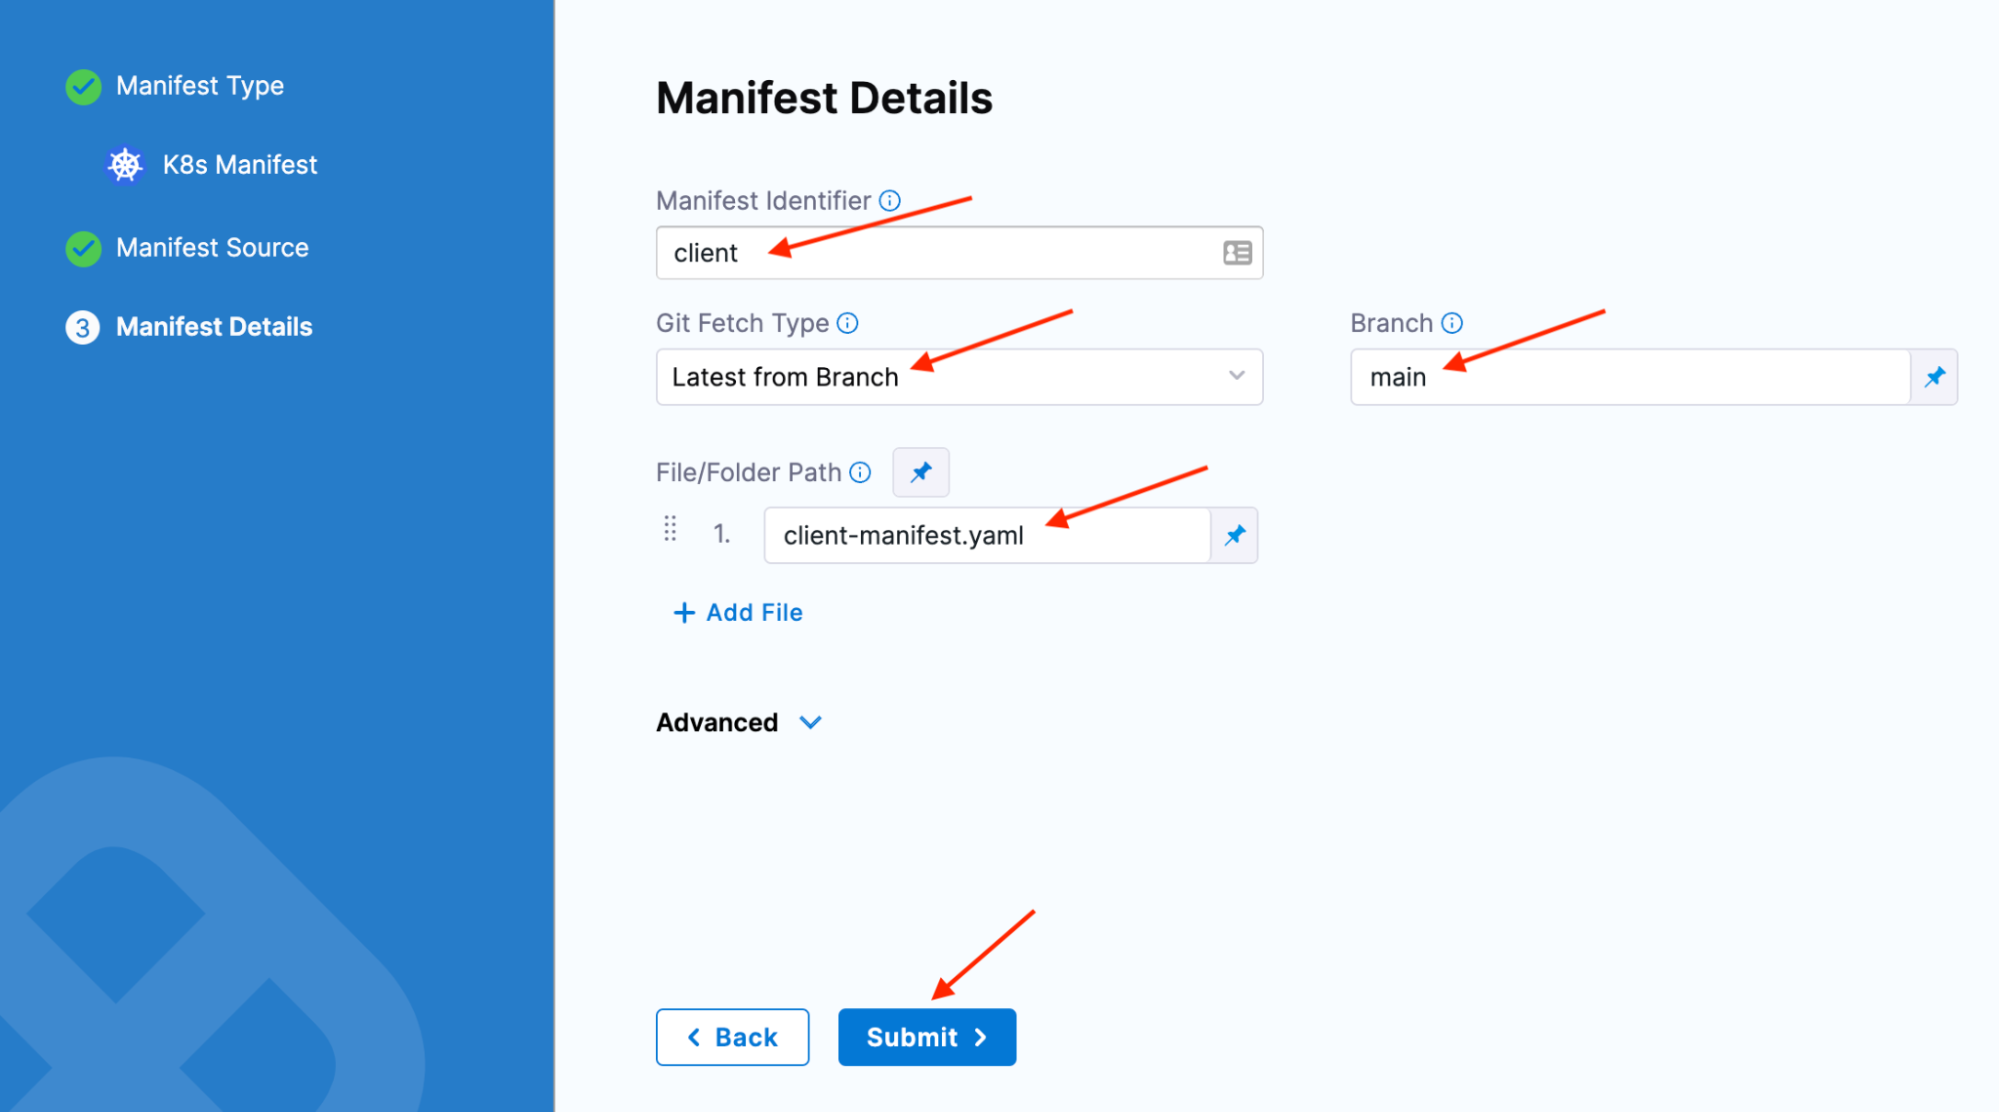 Manifest Type
K8s Manifest
Manifest Source
3 Manifest Details
Manifest Details
Manifest Identifier
client
Git Fetch Type
Branch
Latest from Branch
main
File/Folder Path
1. client-manifest.yaml
+ Add File
Advanced
Back
Submit